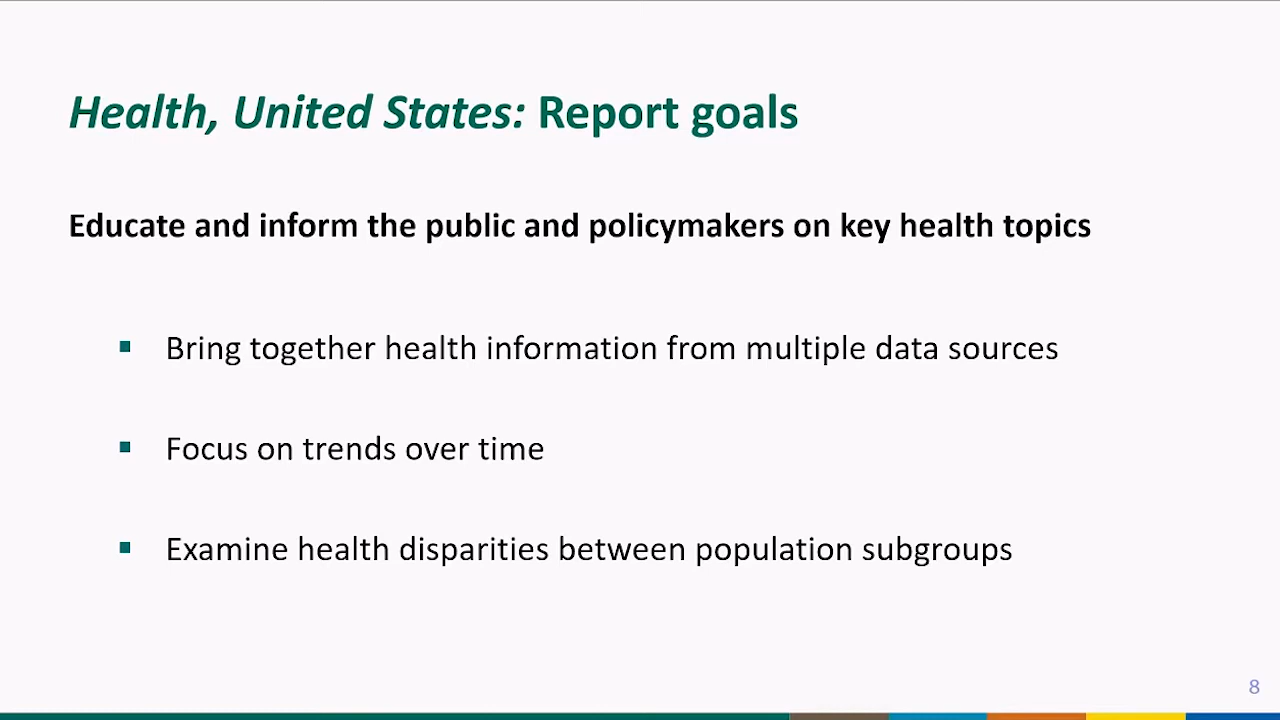 Health, United States: Report goals
Educate and inform the public and policymakers on key health topics
▪ Bring together health information from multiple data sources
▪ Focus on trends over time
▪ Examine health disparities between population subgroups
8